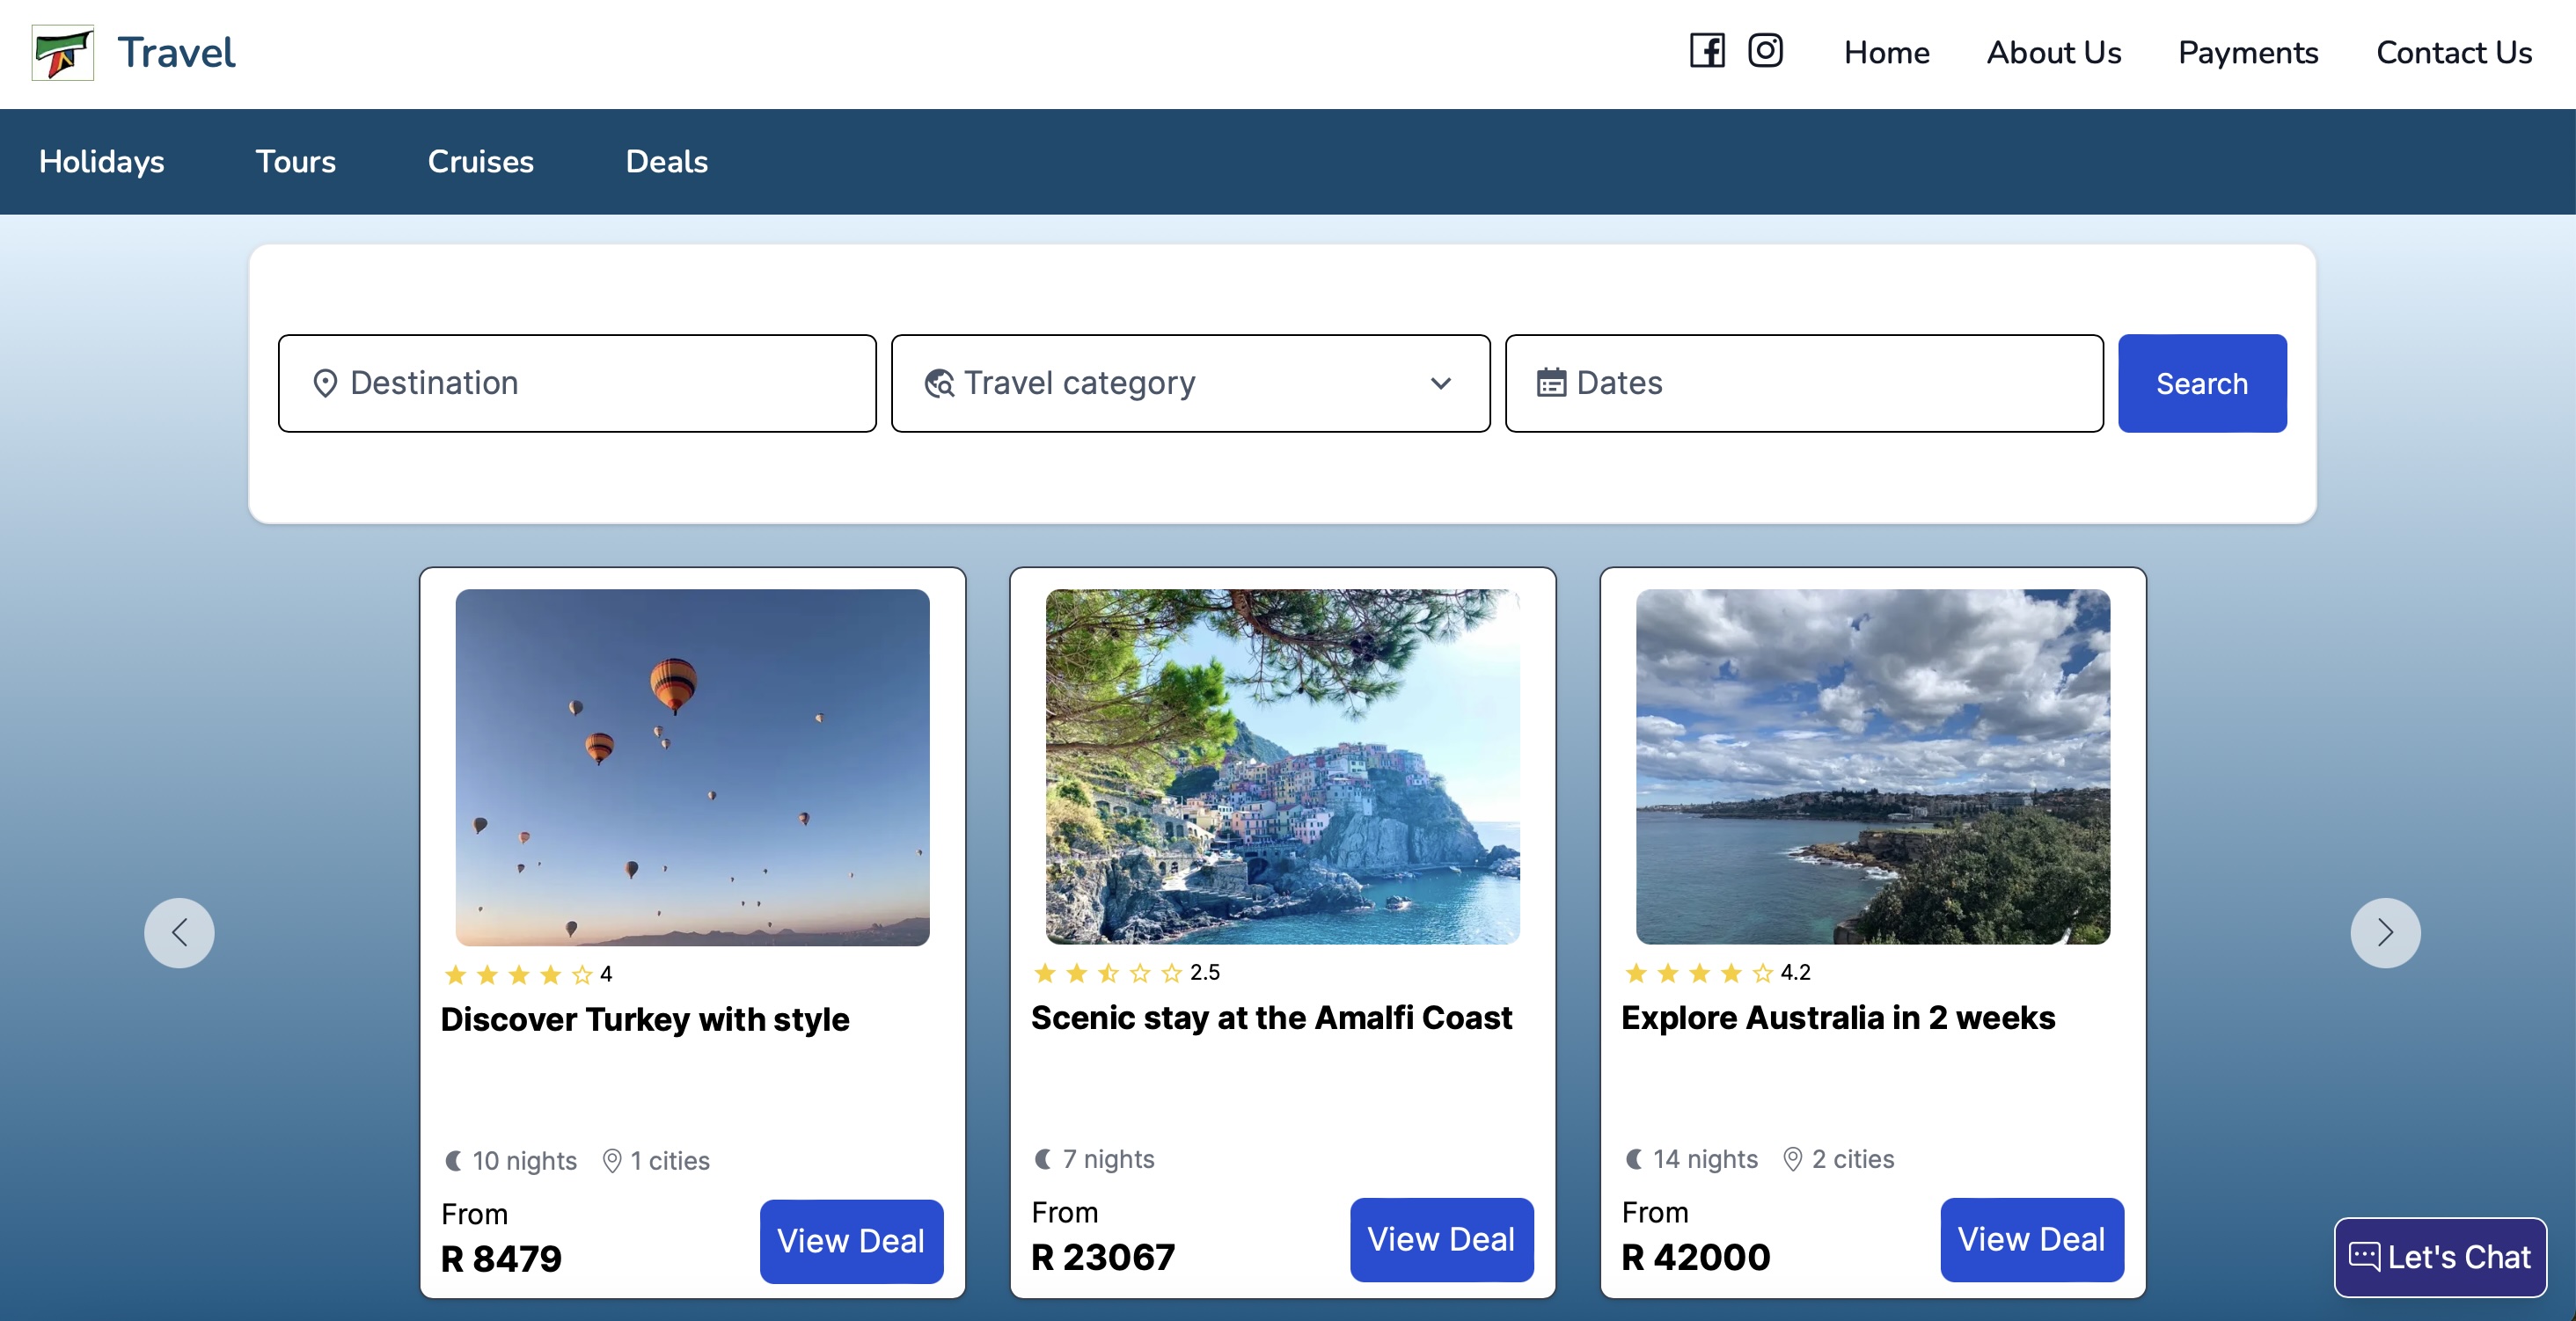 Travel
Home About Us Payments Contact Us
Holidays Tours Cruises Deals
Destination
Travel category
Dates
Search
4
Discover Turkey with style
10 nights 1 cities
From
R 8479
View Deal
2.5
Scenic stay at the Amalfi Coast
7 nights
From
R 23067
View Deal
4.2
Explore Australia in 2 weeks
14 nights 2 cities
From
R 42000
View Deal
Let's Chat